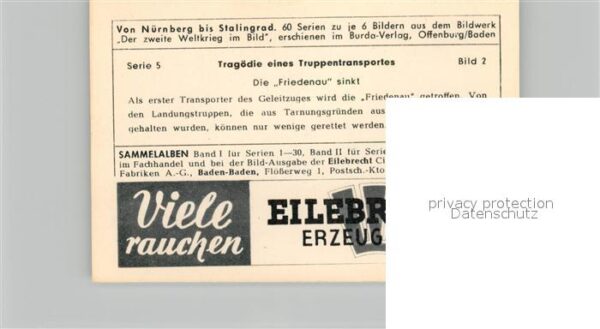 Von Nürnberg bis Stalingrad. 60 Serien zu je 6 Bildern aus dem Bildwerk
„Der zweite Weltkrieg im Bild", erschienen im Burda-Verlag, Offenburg/Baden
Serie 5 Tragödie eines Truppentransportes Bild 2
Die „Friedenau" sinkt
Als erster Transporter des Geleitzuges wird die „Friedenau" getroffen. Von
den Landungstruppen, die aus Tarnungsgründen aus
gehalten wurden, können nur wenige gerettet werden.
SAMMELALBEN Band I für Serien 1—30, Band II für Serie
im Fachhandel und bei der Bild-Ausgabe der Eilebrecht Ci
Fabriken A.-G., Baden-Baden, Flößerweg 1, Postsch.-Kto
Viele
rauchen
EILEBR
ERZEUG
privacy protection
Datenschutz